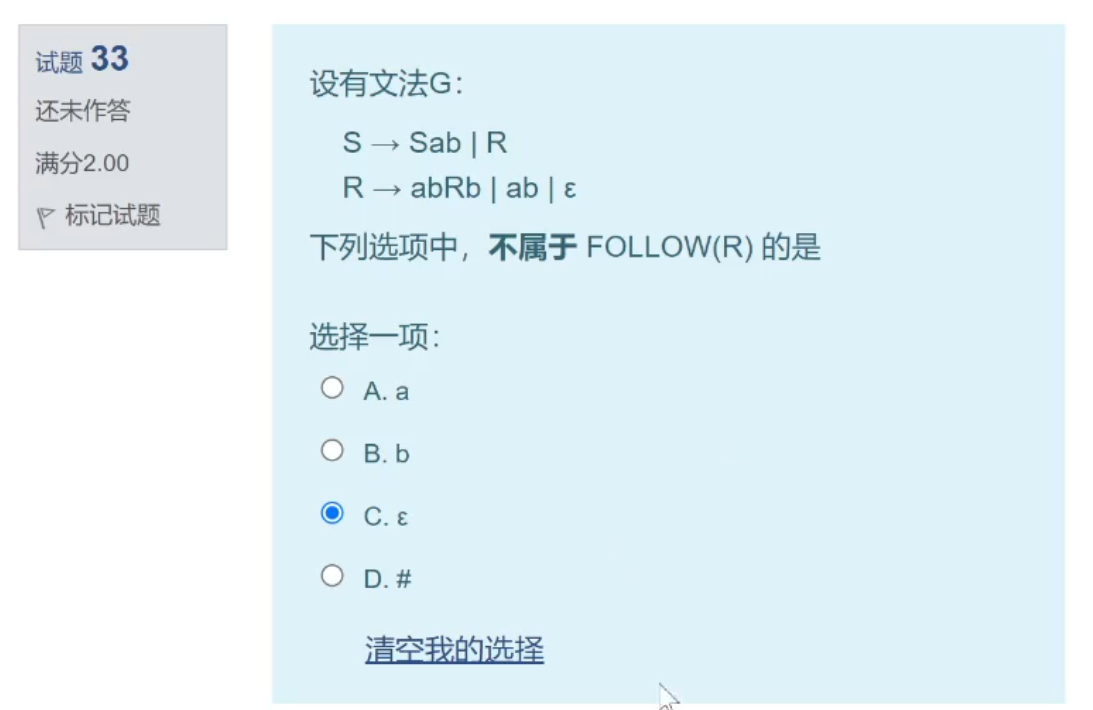 试题 33
还未作答
满分2.00
标记试题
设有文法G：
S → Sab | R
R → abRb | ab | ε
下列选项中，不属于 FOLLOW(R) 的是
选择一项：
A. a
B. b
C. ε
D. #
清空我的选择